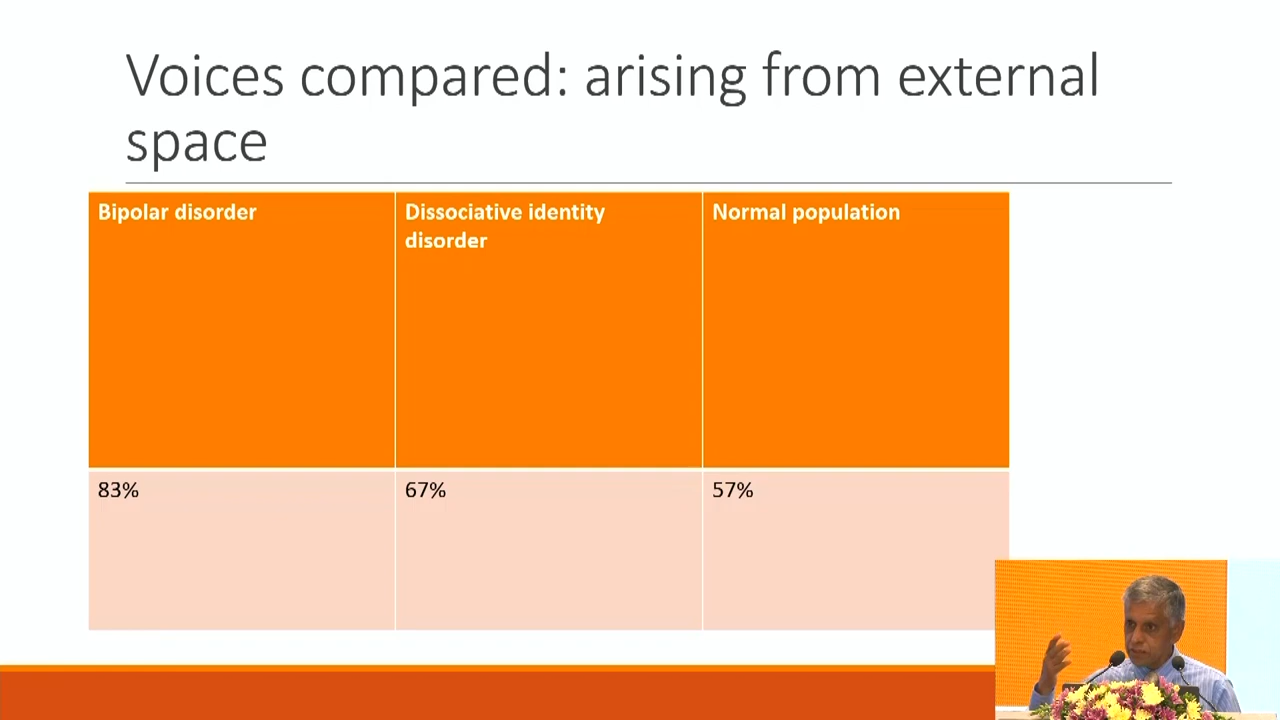 Voices compared: arising from external
space
Bipolar disorder
Dissociative identity
disorder
Normal population
83%
67%
57%